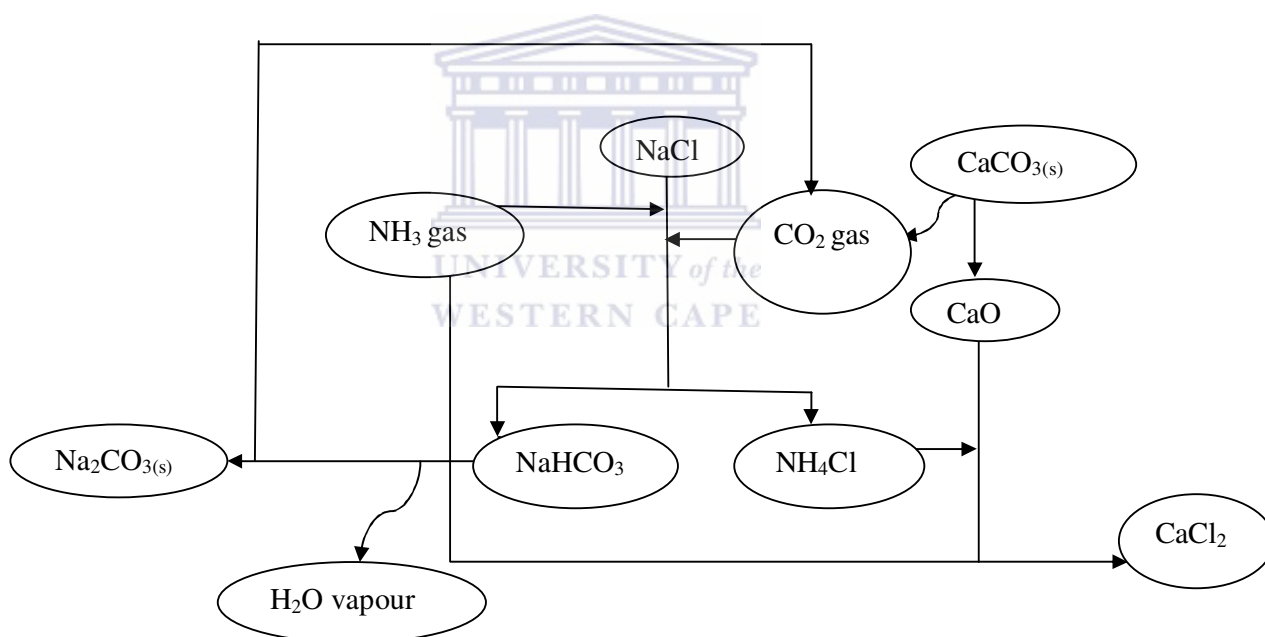 NaCl
CaCO₃(s)
NH₃ gas
CO₂ gas
UNIVERSITY of the
WESTERN CAPE
CaO
Na₂CO₃(s)
NaHCO₃
NH₄Cl
CaCl₂
H₂O vapour